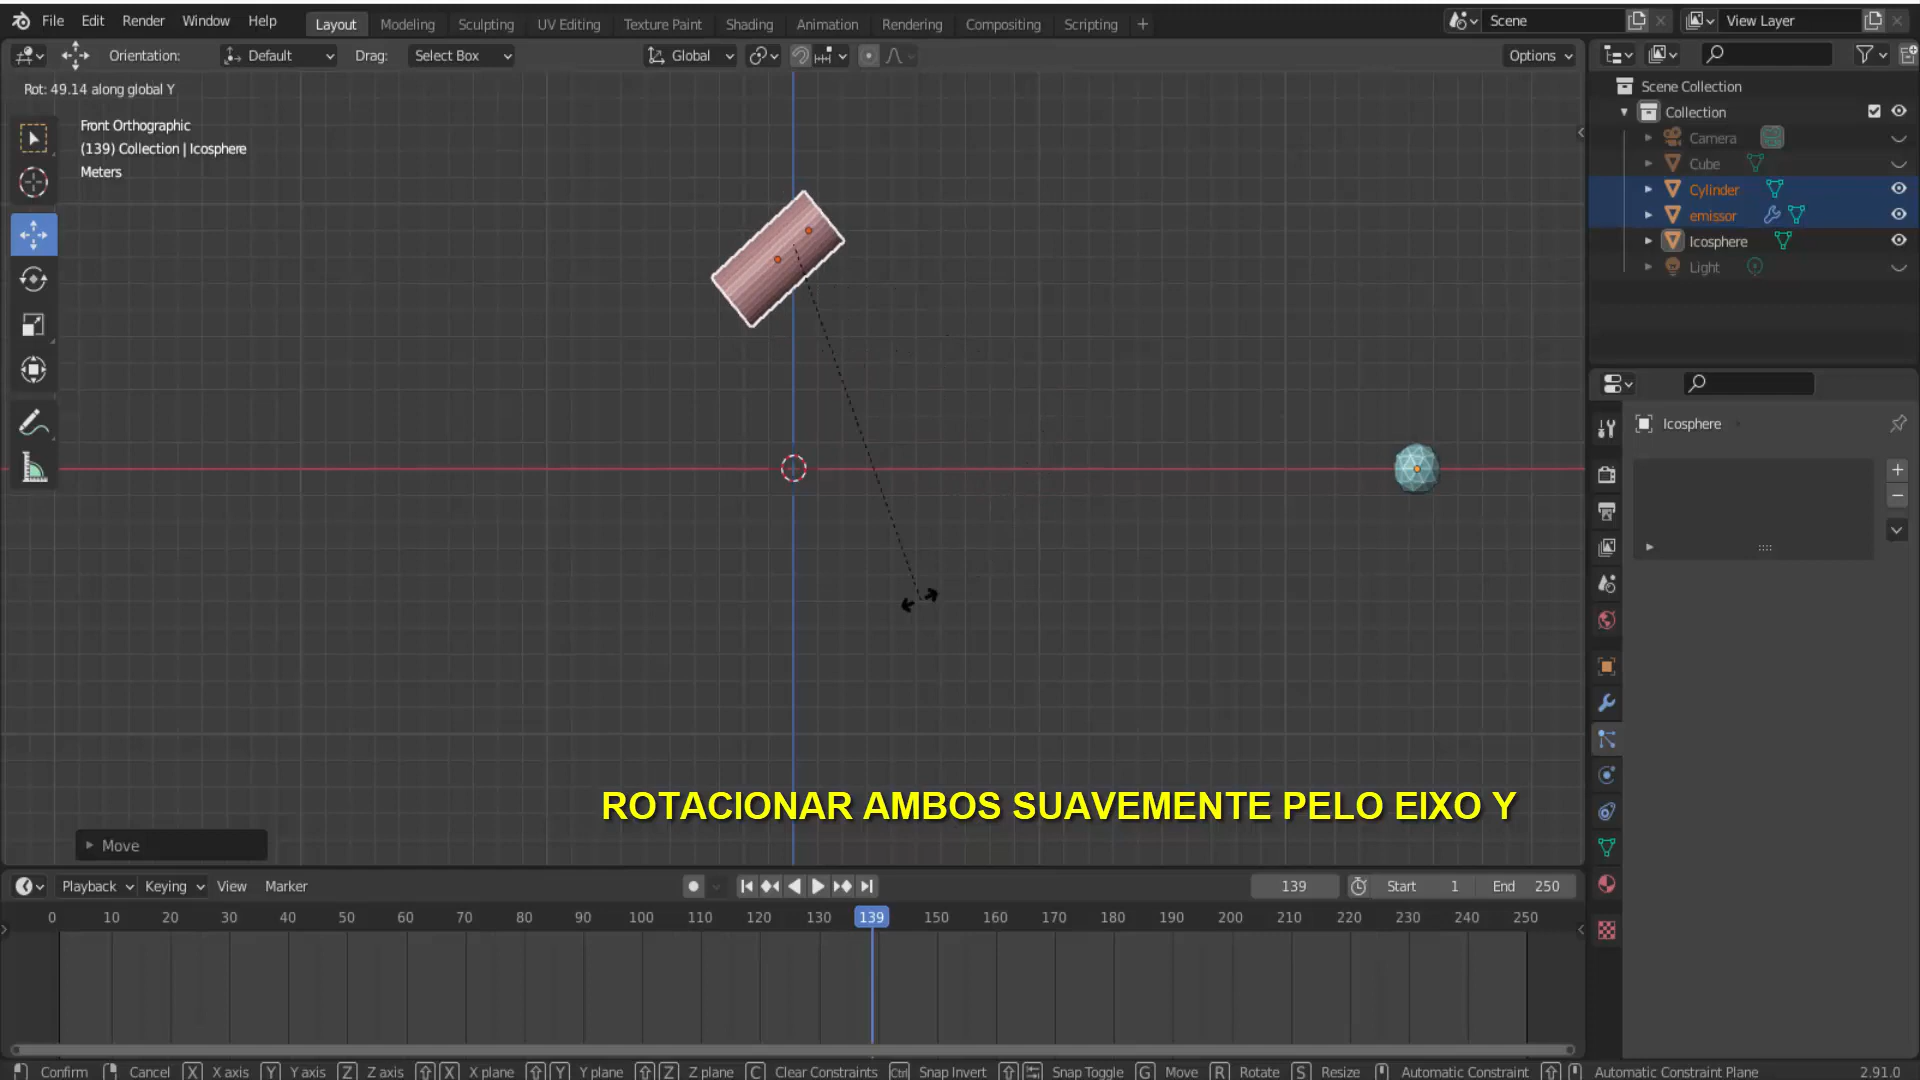 File Edit Render Window Help Layout Modeling Sculpting UV Editing Texture Paint Shading Animation Rendering Compositing Scripting + Scene View Layer
Orientation: Default Drag: Select Box Global Options
Rot: 49.14 along global Y
Front Orthographic
(139) Collection | Icosphere
Meters
Scene Collection
Collection
Camera
Cube
Cylinder
emissor
Icosphere
Light
Icosphere
ROTACIONAR AMBOS SUAVEMENTE PELO EIXO Y
Move
Playback Keying View Marker 139 Start 1 End 250
0 10 20 30 40 50 60 70 80 90 100 110 120 130 139 150 160 170 180 190 200 210 220 230 240 250
Confirm Cancel X X axis Y Y axis Z Z axis X X plane Y Y plane Z Z plane C Clear Constraints Ctrl Snap Invert Snap Toggle G Move R Rotate S Resize Automatic Constraint Automatic Constraint Plane 2.91.0